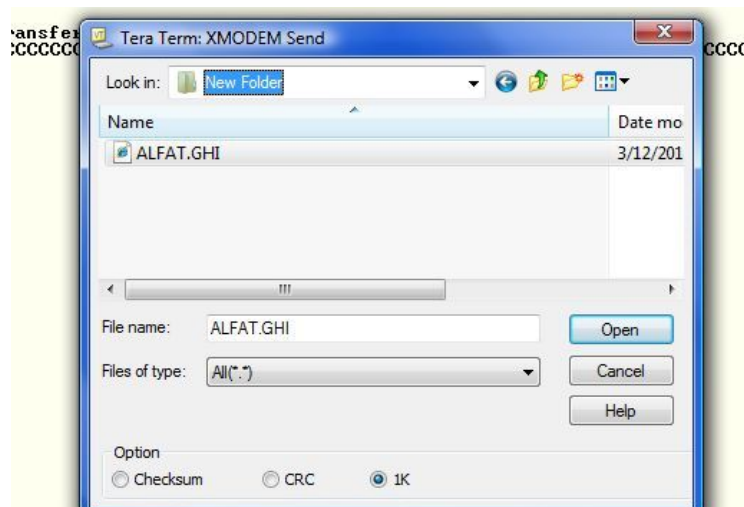 Tera Term: XMODEM Send
Look in: New Folder
Name Date mo
ALFAT.GHI 3/12/201
File name: ALFAT.GHI Open
Files of type: All(*.*) Cancel
Help
Option
Checksum CRC 1K